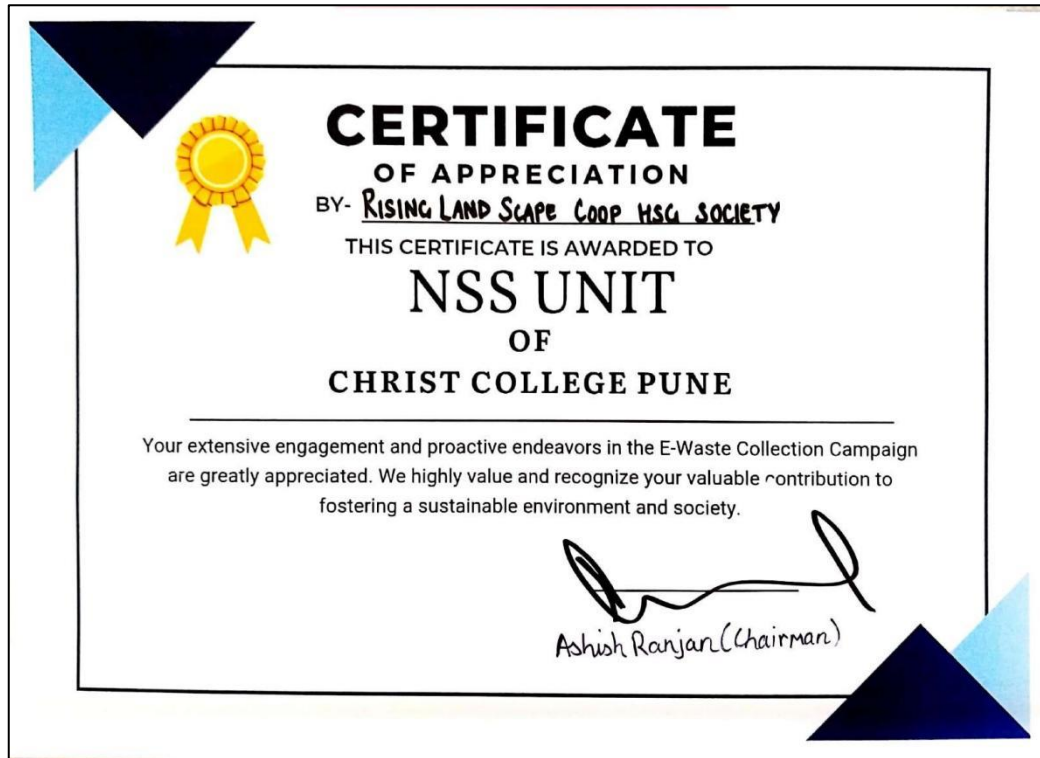 CERTIFICATE
OF APPRECIATION
BY- RISING LAND SCAPE COOP HSG SOCIETY
THIS CERTIFICATE IS AWARDED TO
NSS UNIT
OF
CHRIST COLLEGE PUNE
Your extensive engagement and proactive endeavors in the E-Waste Collection Campaign
are greatly appreciated. We highly value and recognize your valuable contribution to
fostering a sustainable environment and society.
Ashish Ranjan (Chairman)